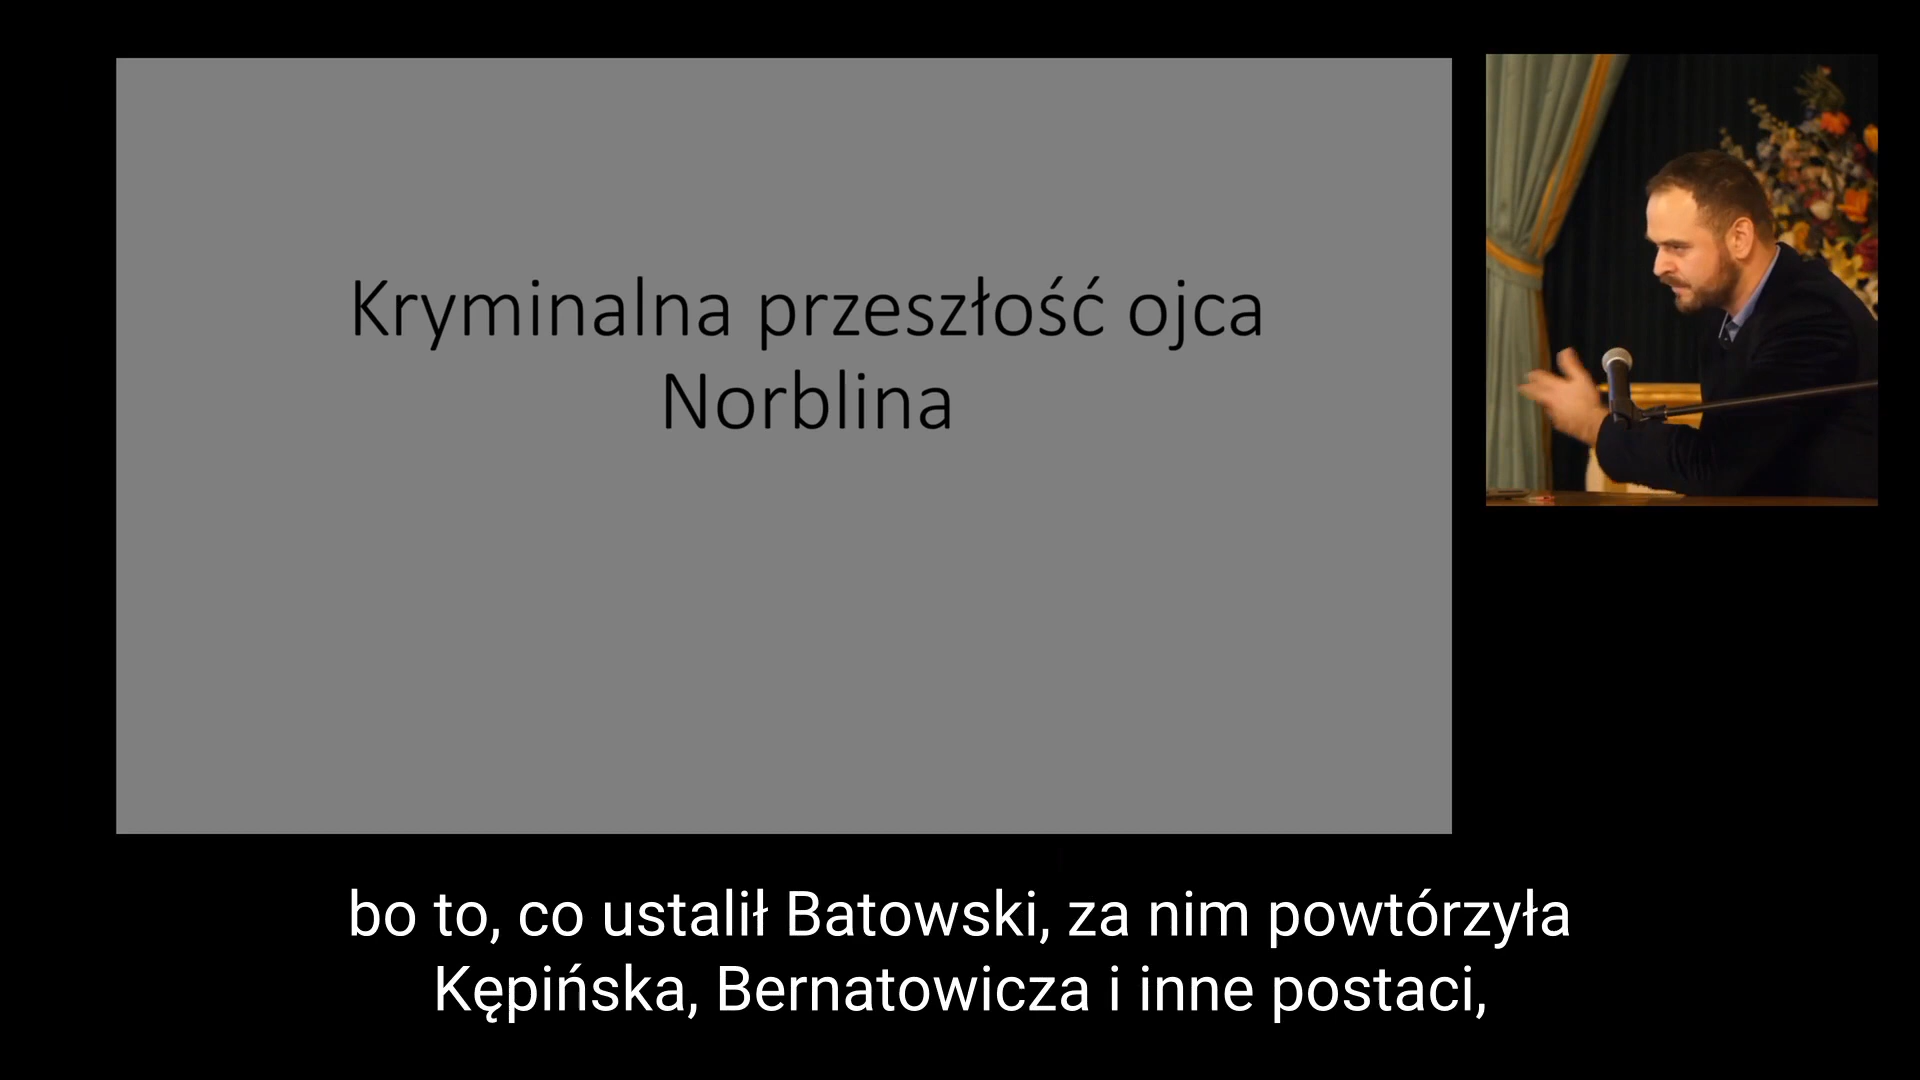 Kryminalna przeszłość ojca
Norblina
bo to, co ustalił Batowski, za nim powtórzyła
Kępińska, Bernatowicza i inne postaci,